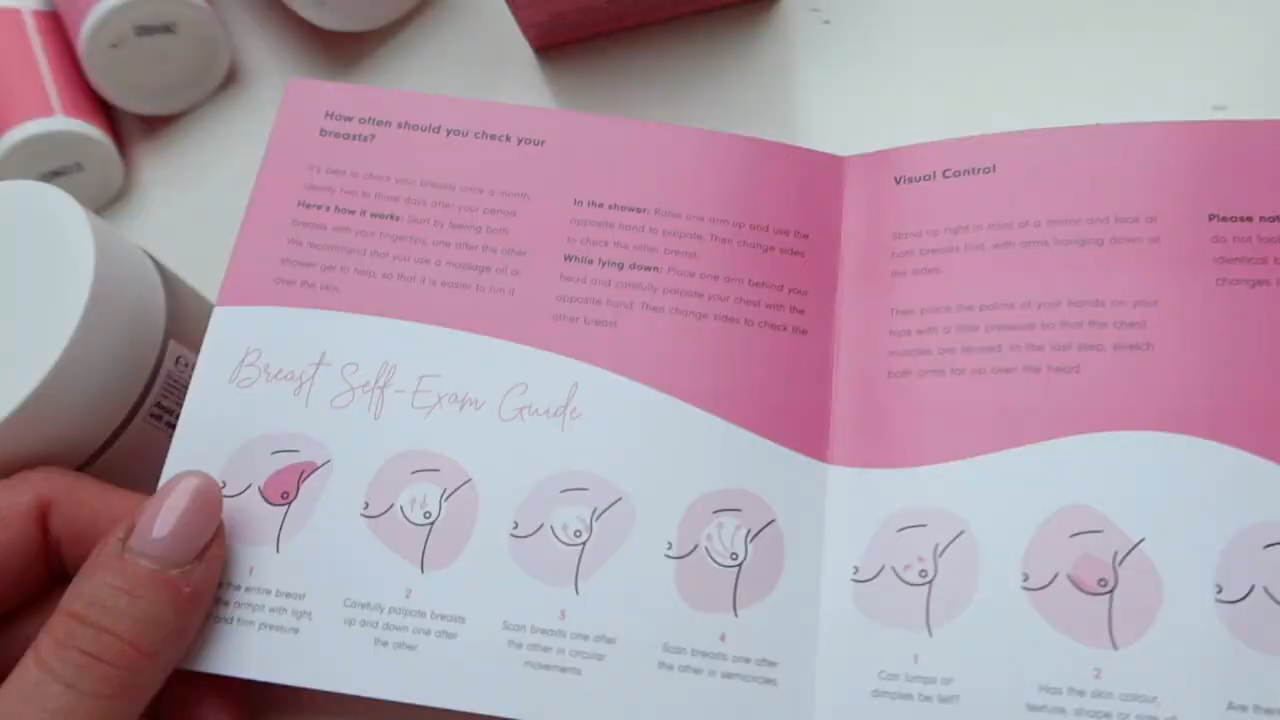 How often should you check your
breasts?
It's best to check your breasts once a month,
ideally two to three days after your period.
Here's how it works: Start by feeling both
breasts with your fingertips, one after the other.
We recommend that you use a massage oil or
shower gel to help, so that it is easier to run it
over the skin.
In the shower: Raise one arm up and use the
opposite hand to palpate. Then change sides
to check the other breast.
While lying down: Place one arm behind your
head and carefully palpate your chest with the
opposite hand. Then change sides to check the
other breast.
Breast Self-Exam Guide
1
the entire breast
armpit with light,
and firm pressure
2
Carefully palpate breasts
up and down one after
the other.
3
Scan breasts one after
the other in circular
movements.
4
Scan breasts one after
the other in semicircles.
Visual Control
Stand up right in front of a mirror and look at
both breasts first, with arms hanging down at
the sides.
Then place the palms of your hands on your
hips with a little pressure so that the chest
muscles are tensed. In the last step, stretch
both arms far up over the head.
Please
do not
identical
changes
1
Can lumps or
dimples be felt?
2
Has the skin colour,
texture, shape or
Are